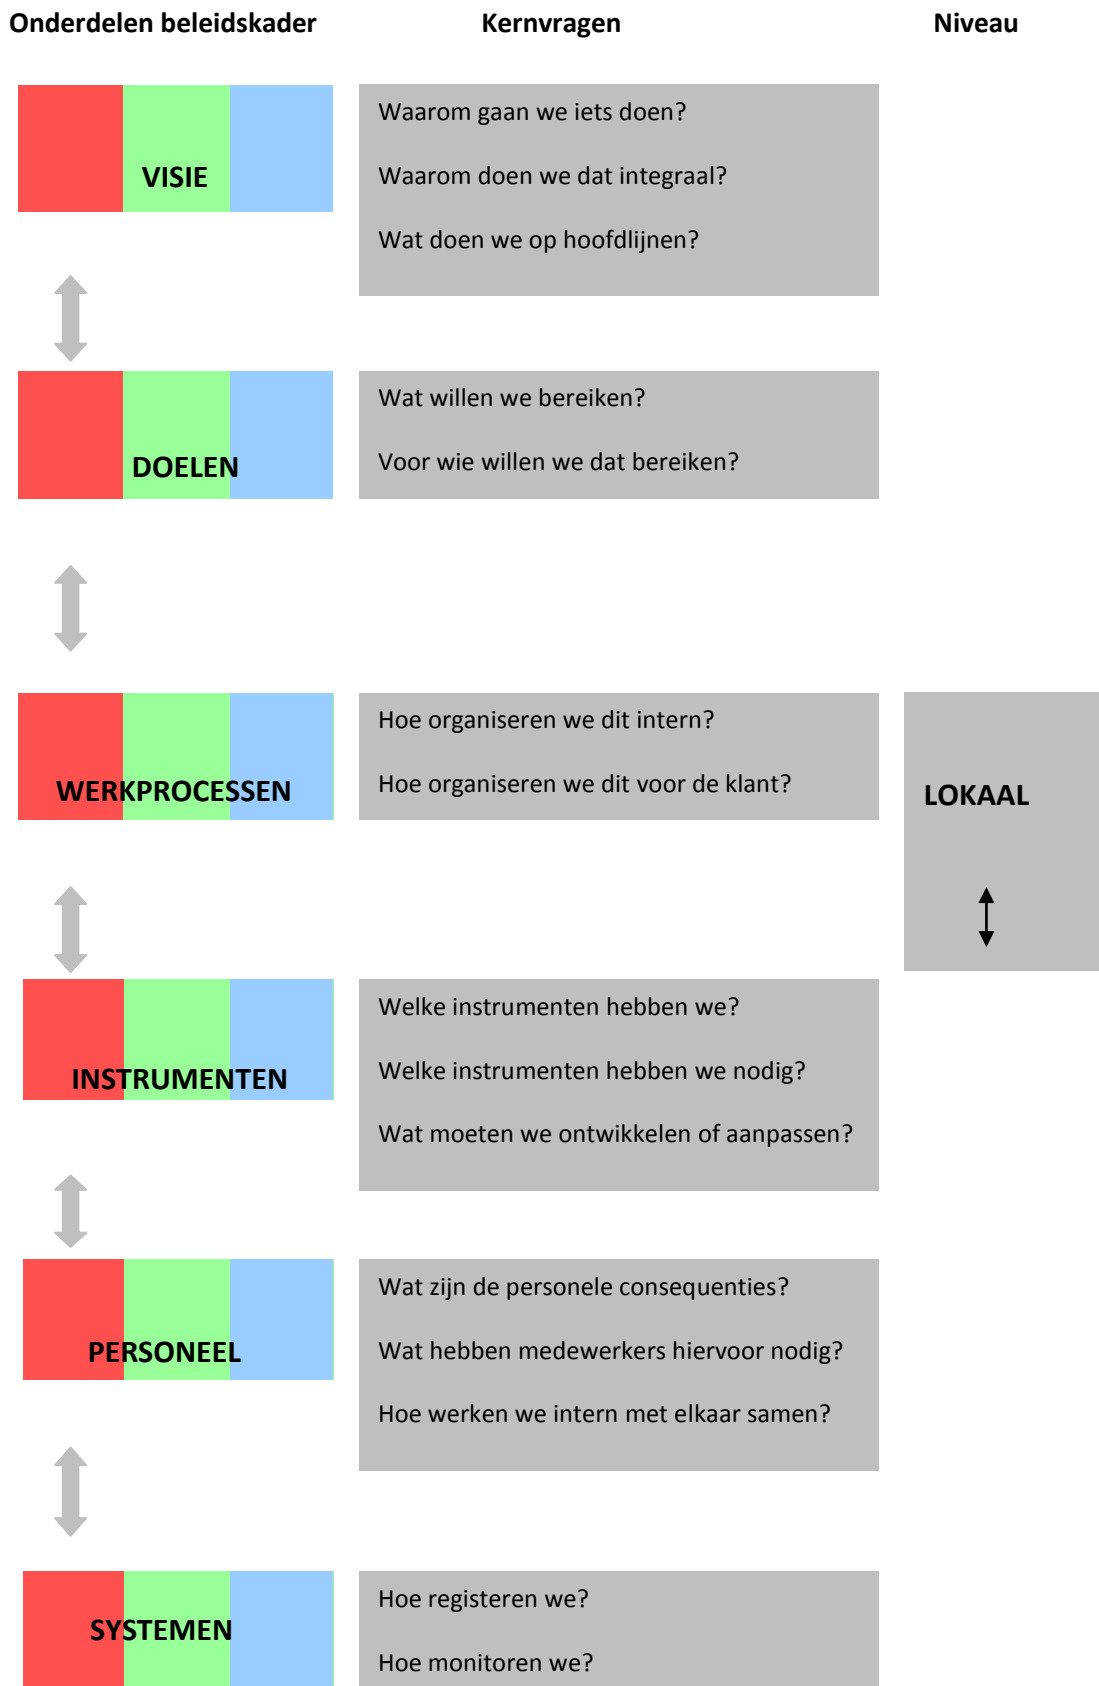 Onderdelen beleidskader Kernvragen Niveau
VISIE
Waarom gaan we iets doen?
Waarom doen we dat integraal?
Wat doen we op hoofdlijnen?
DOELEN
Wat willen we bereiken?
Voor wie willen we dat bereiken?
WERKPROCESSEN
Hoe organiseren we dit intern?
Hoe organiseren we dit voor de klant?
LOKAAL
INSTRUMENTEN
Welke instrumenten hebben we?
Welke instrumenten hebben we nodig?
Wat moeten we ontwikkelen of aanpassen?
PERSONEEL
Wat zijn de personele consequenties?
Wat hebben medewerkers hiervoor nodig?
Hoe werken we intern met elkaar samen?
SYSTEMEN
Hoe registeren we?
Hoe monitoren we?